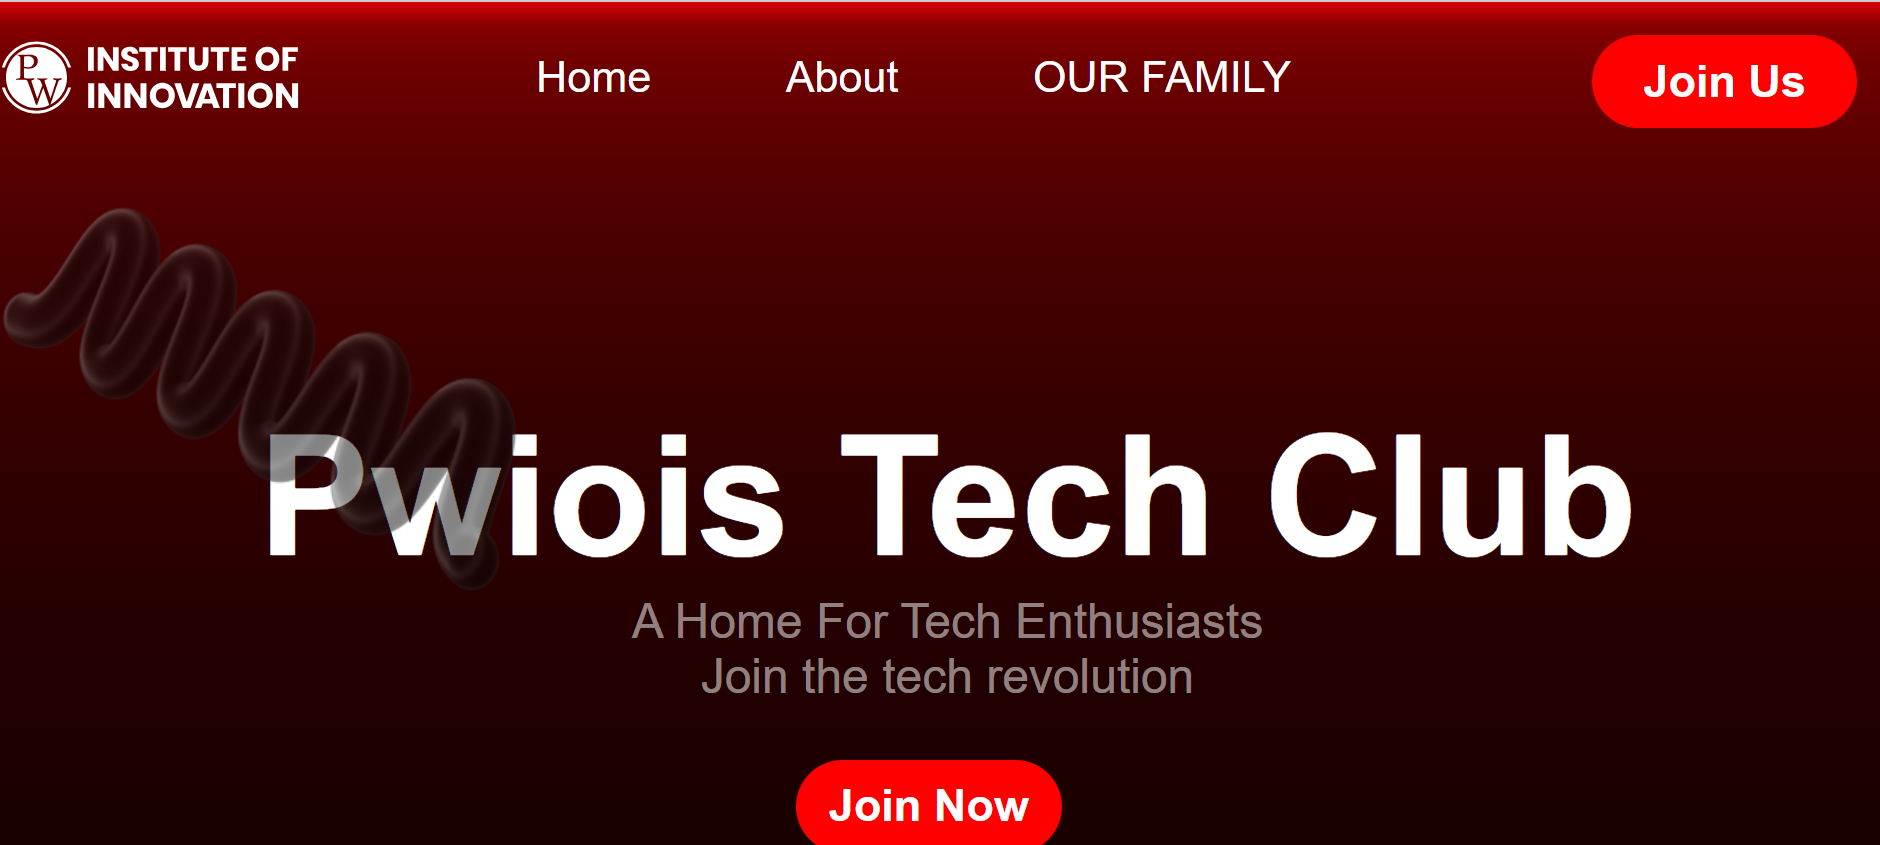 PW
INSTITUTE OF
INNOVATION
Home
About
OUR FAMILY
Join Us
Pwiois Tech Club
A Home For Tech Enthusiasts
Join the tech revolution
Join Now